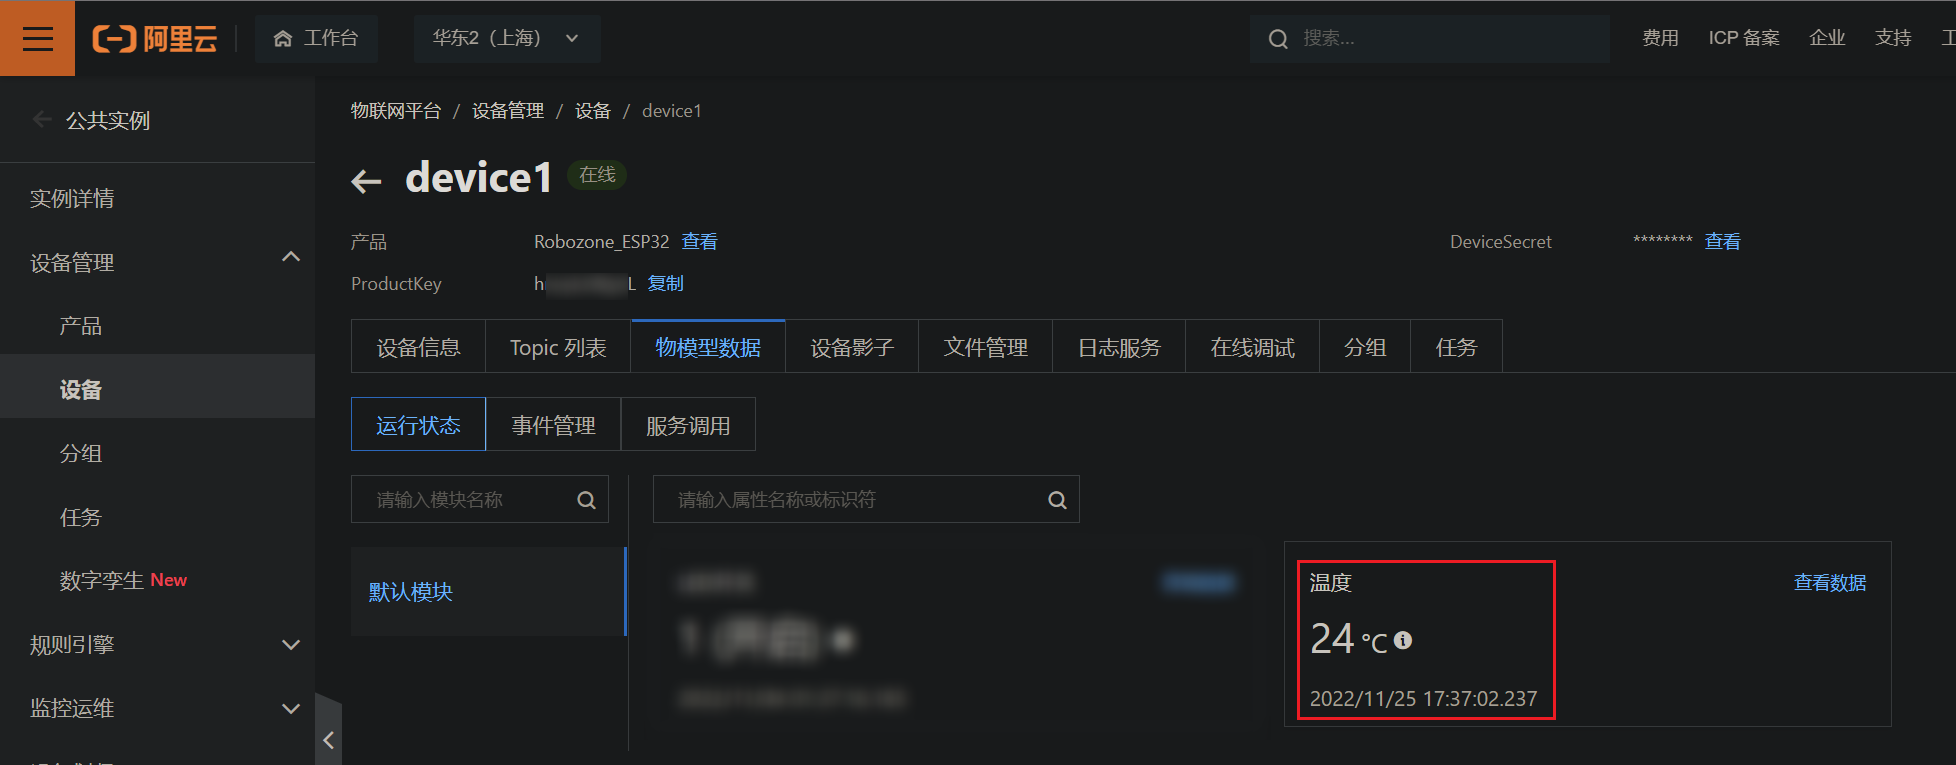 阿里云
工作台
华东2（上海）
搜索...
费用
ICP 备案
企业
支持
公共实例
实例详情
设备管理
产品
设备
分组
任务
数字孪生 New
规则引擎
监控运维
物联网平台 / 设备管理 / 设备 / device1
device1 在线
产品 Robozone_ESP32 查看
DeviceSecret ******** 查看
ProductKey 复制
设备信息 Topic 列表 物模型数据 设备影子 文件管理 日志服务 在线调试 分组 任务
运行状态 事件管理 服务调用
请输入模块名称
请输入属性名称或标识符
默认模块
温度 查看数据
24 °C
2022/11/25 17:37:02.237